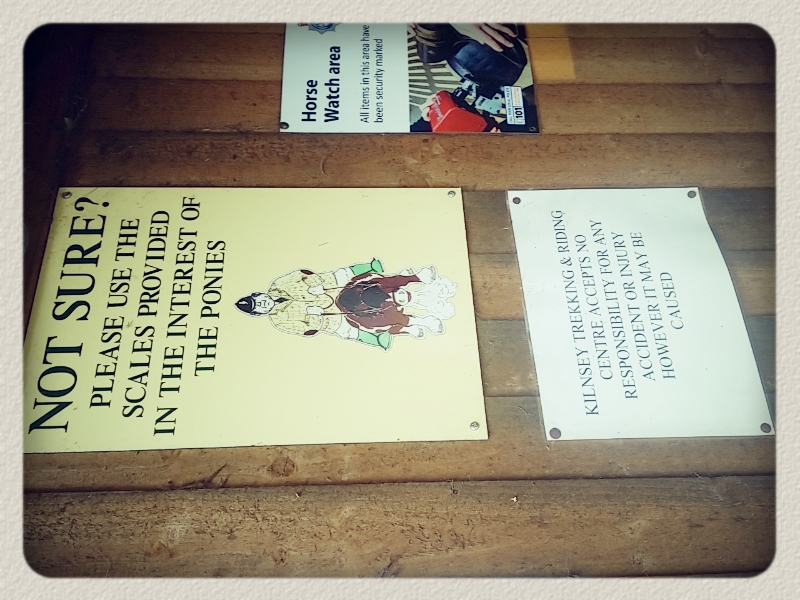 Horse
Watch area
All items in this area have
been security marked
101
NOT SURE?
PLEASE USE THE
SCALES PROVIDED
IN THE INTEREST OF
THE PONIES
KILNSEY TREKKING & RIDING
CENTRE ACCEPTS NO
RESPONSIBILITY FOR ANY
ACCIDENT OR INJURY
HOWEVER IT MAY BE
CAUSED